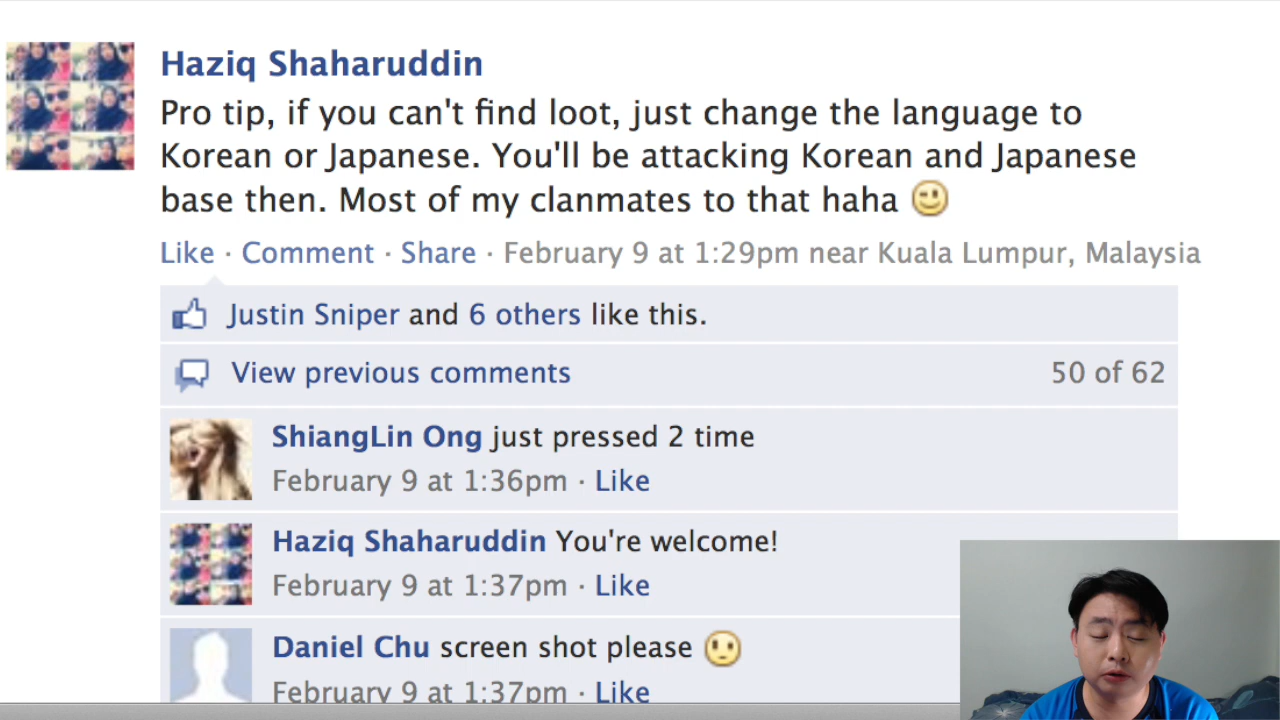 Haziq Shaharuddin
Pro tip, if you can't find loot, just change the language to
Korean or Japanese. You'll be attacking Korean and Japanese
base then. Most of my clanmates to that haha
Like · Comment · Share · February 9 at 1:29pm near Kuala Lumpur, Malaysia
Justin Sniper and 6 others like this.
View previous comments 50 of 62
ShiangLin Ong just pressed 2 time
February 9 at 1:36pm · Like
Haziq Shaharuddin You're welcome!
February 9 at 1:37pm · Like
Daniel Chu screen shot please
February 9 at 1:37pm · Like